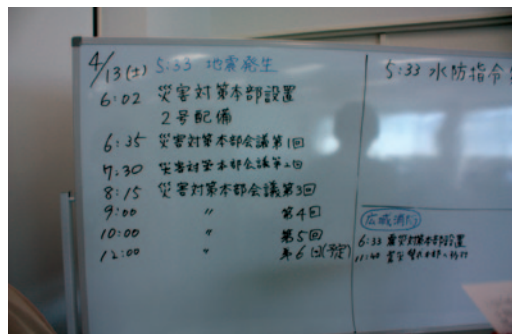 4/13(土) 5:33 地震発生
6:02 災害対策本部設置
2号配備
6:35 災害対策本部会議第1回
7:30 災害対策本部会議第2回
8:15 災害対策本部会議第3回
9:00 〃 第4回
10:00 〃 第5回
12:00 〃 第6回(予定)
5:33 水防指令
広域消防
6:33 震災対策本部設置
11:40